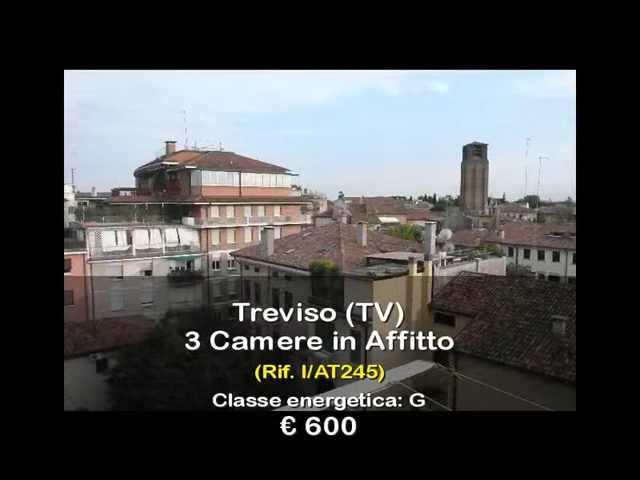 Treviso (TV)
3 Camere in Affitto
(Rif. I/AT245)
Classe energetica: G
€ 600